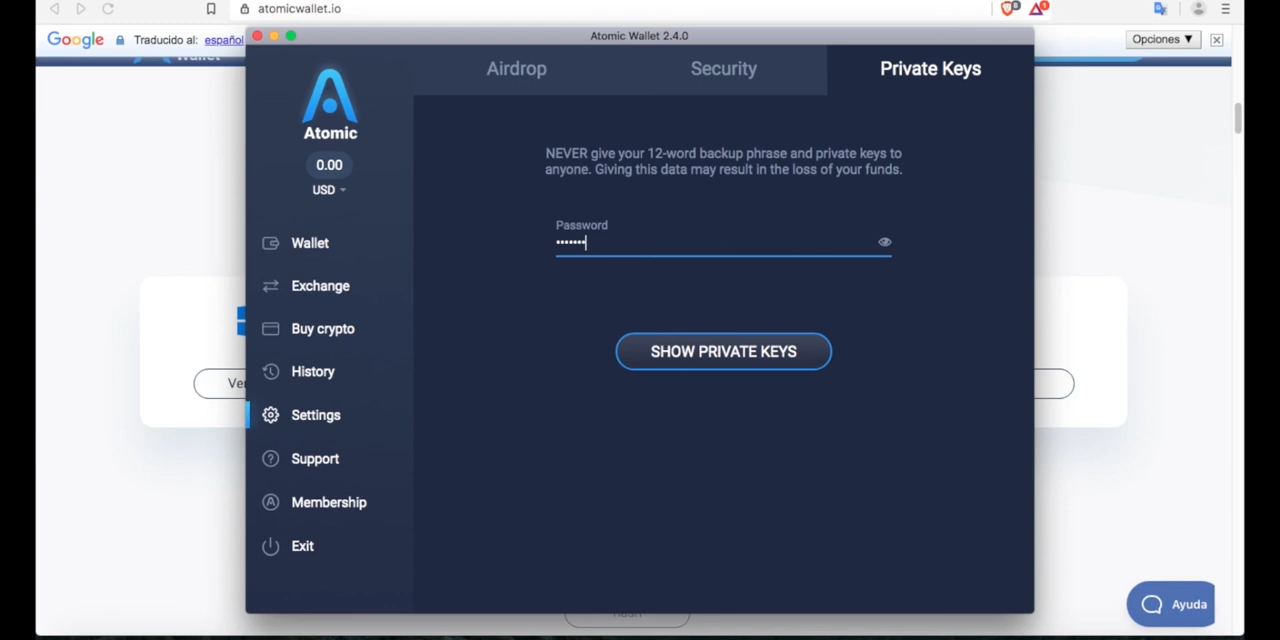 atomicwallet.io
8
1
Google Traducido al: español
Opciones ▼
Atomic Wallet 2.4.0
Airdrop
Security
Private Keys
Atomic
0.00
USD
Wallet
Exchange
Buy crypto
History
Settings
Support
Membership
Exit
NEVER give your 12-word backup phrase and private keys to
anyone. Giving this data may result in the loss of your funds.
Password
•••••••
SHOW PRIVATE KEYS
Ayuda